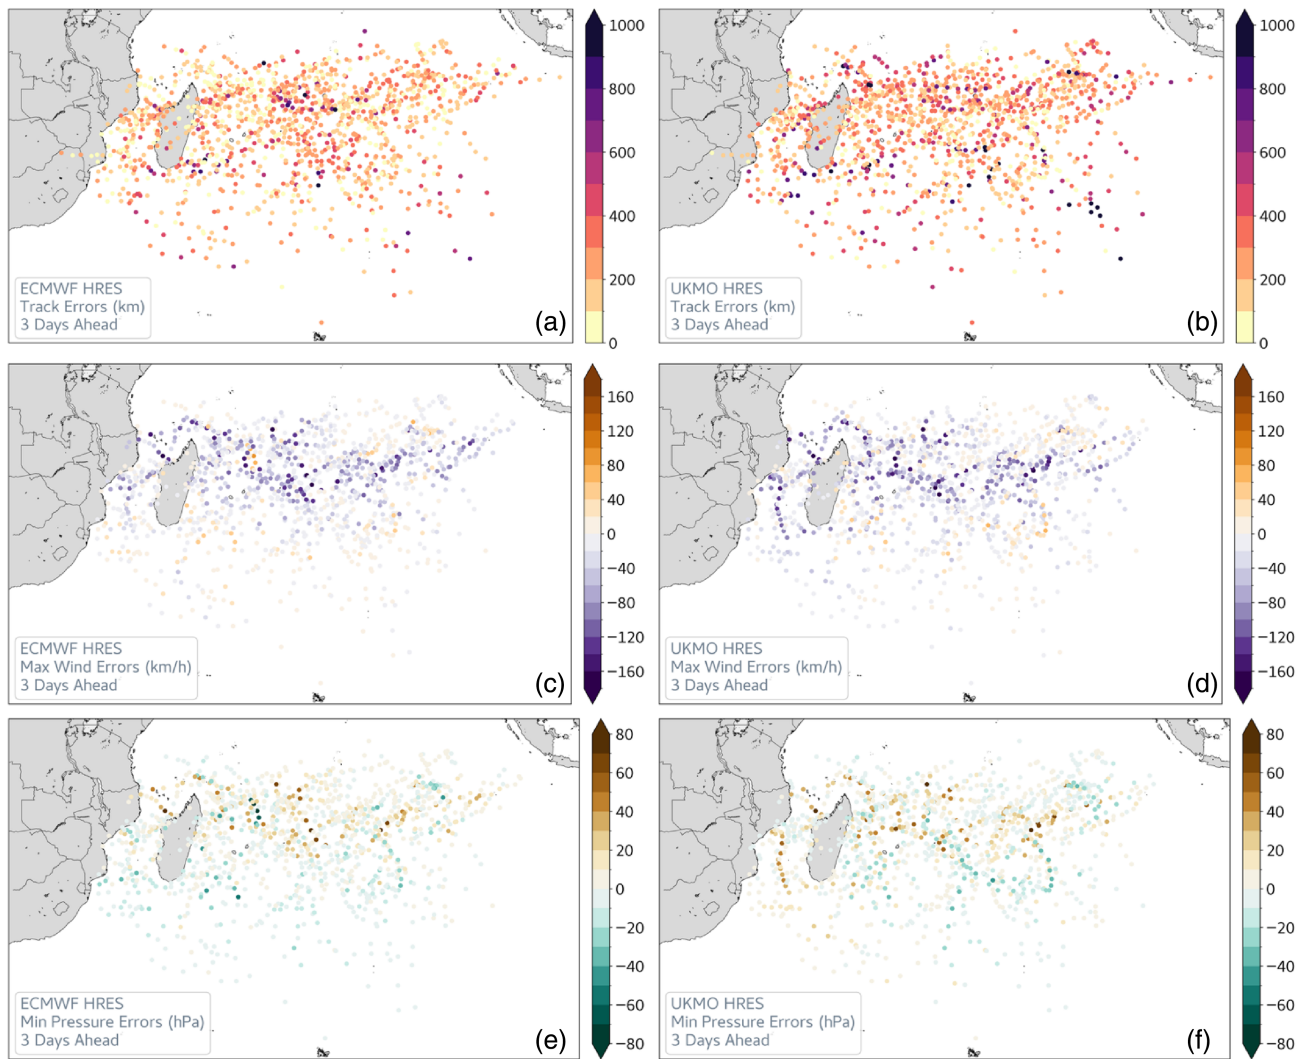 1000
800
600
400
200
0
ECMWF HRES
Track Errors (km)
3 Days Ahead
(a)
1000
800
600
400
200
0
UKMO HRES
Track Errors (km)
3 Days Ahead
(b)
160
120
80
40
0
−40
−80
−120
−160
ECMWF HRES
Max Wind Errors (km/h)
3 Days Ahead
(c)
160
120
80
40
0
−40
−80
−120
−160
UKMO HRES
Max Wind Errors (km/h)
3 Days Ahead
(d)
80
60
40
20
0
−20
−40
−60
−80
ECMWF HRES
Min Pressure Errors (hPa)
3 Days Ahead
(e)
80
60
40
20
0
−20
−40
−60
−80
UKMO HRES
Min Pressure Errors (hPa)
3 Days Ahead
(f)